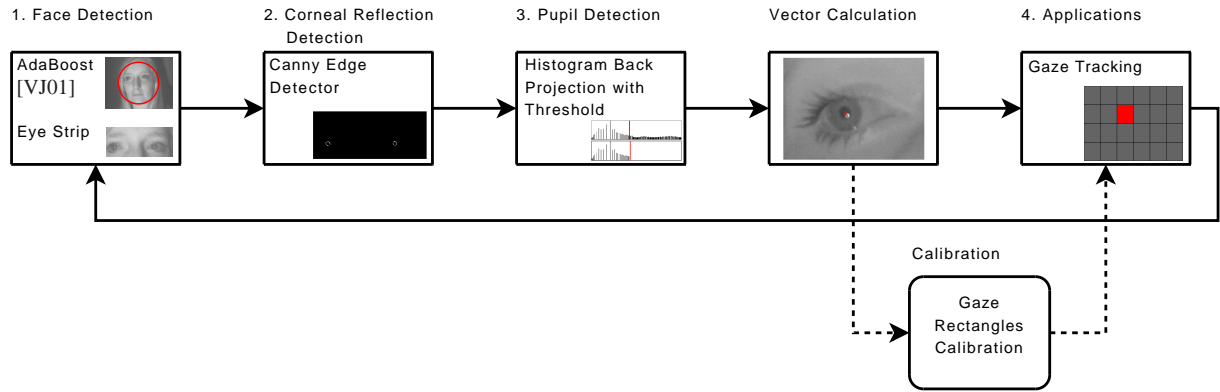 1. Face Detection
2. Corneal Reflection
Detection
3. Pupil Detection
Vector Calculation
4. Applications
AdaBoost
[VJ01]
Eye Strip
Canny Edge
Detector
Histogram Back
Projection with
Threshold
Gaze Tracking
Calibration
Gaze
Rectangles
Calibration